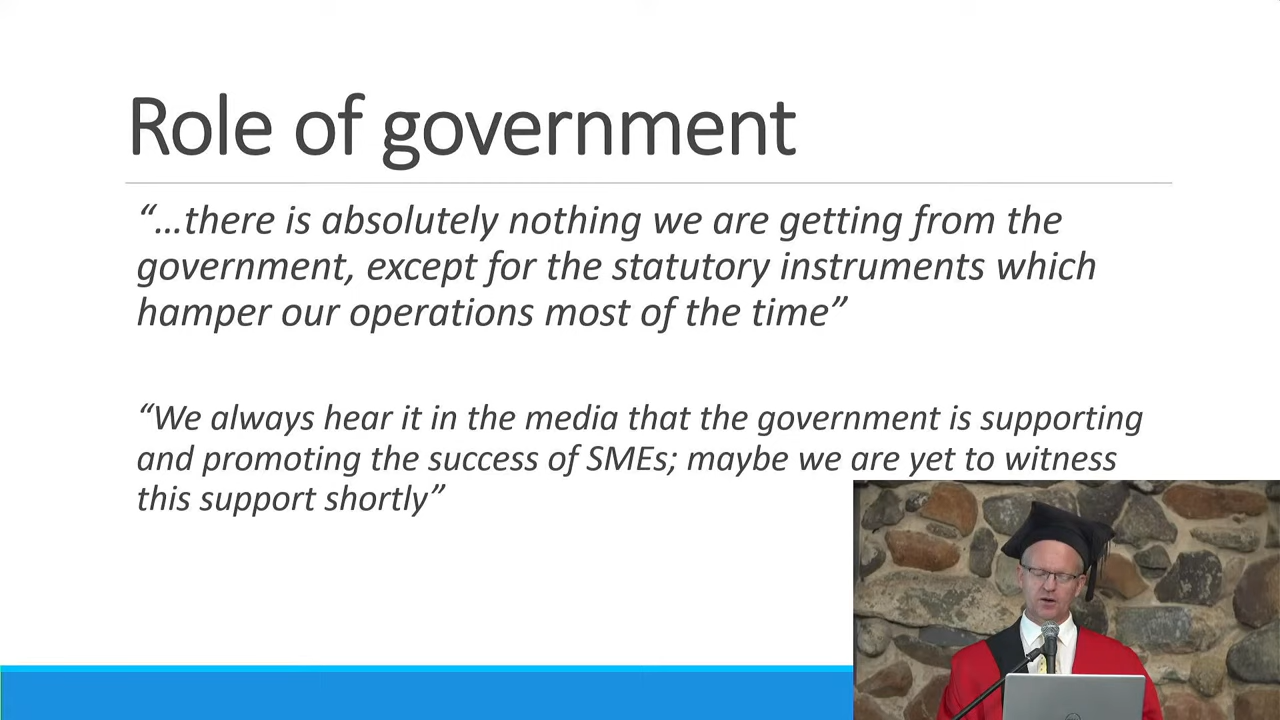 Role of government
“…there is absolutely nothing we are getting from the
government, except for the statutory instruments which
hamper our operations most of the time”
“We always hear it in the media that the government is supporting
and promoting the success of SMEs; maybe we are yet to witness
this support shortly”